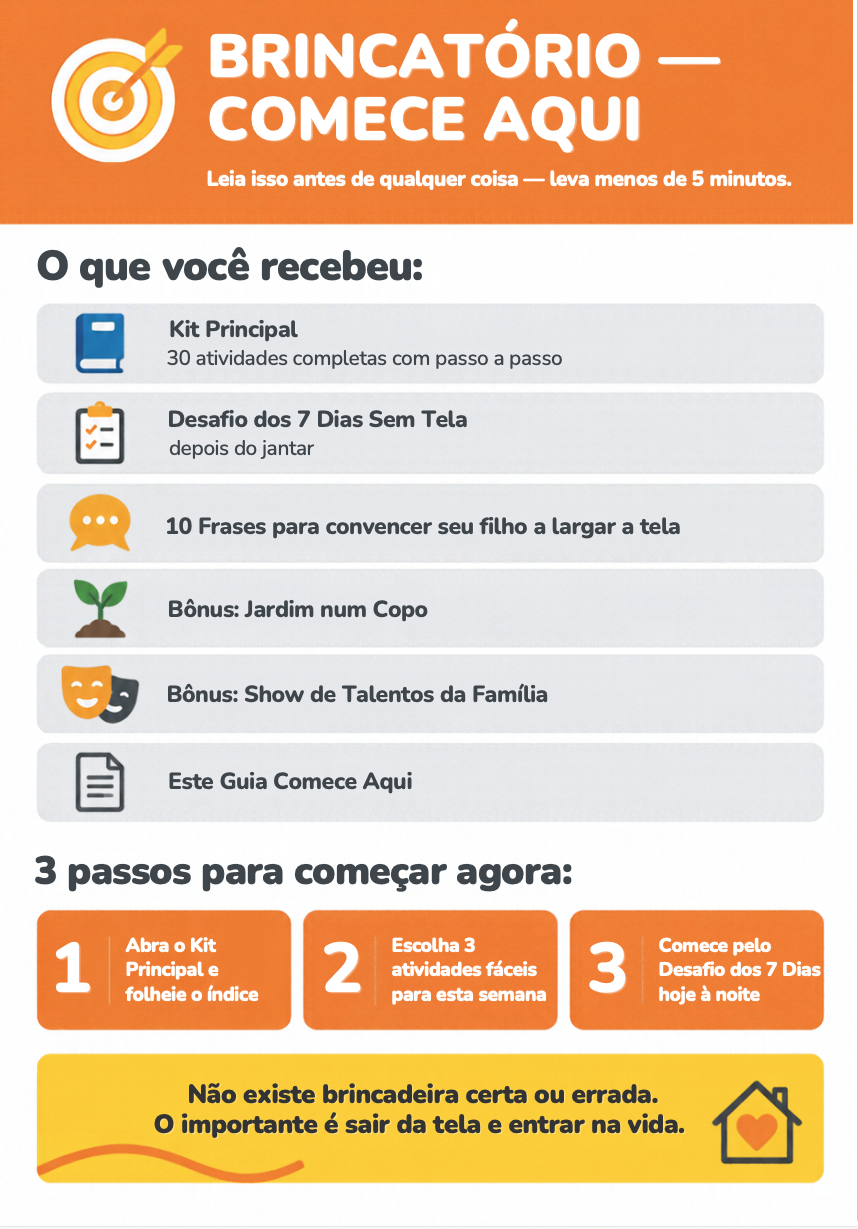 BRINCATÓRIO —
COMECE AQUI
Leia isso antes de qualquer coisa — leva menos de 5 minutos.
O que você recebeu:
Kit Principal
30 atividades completas com passo a passo
Desafio dos 7 Dias Sem Tela
depois do jantar
10 Frases para convencer seu filho a largar a tela
Bônus: Jardim num Copo
Bônus: Show de Talentos da Família
Este Guia Comece Aqui
3 passos para começar agora:
1
Abra o Kit
Principal e
folheie o índice
2
Escolha 3
atividades fáceis
para esta semana
3
Comece pelo
Desafio dos 7 Dias
hoje à noite
Não existe brincadeira certa ou errada.
O importante é sair da tela e entrar na vida.